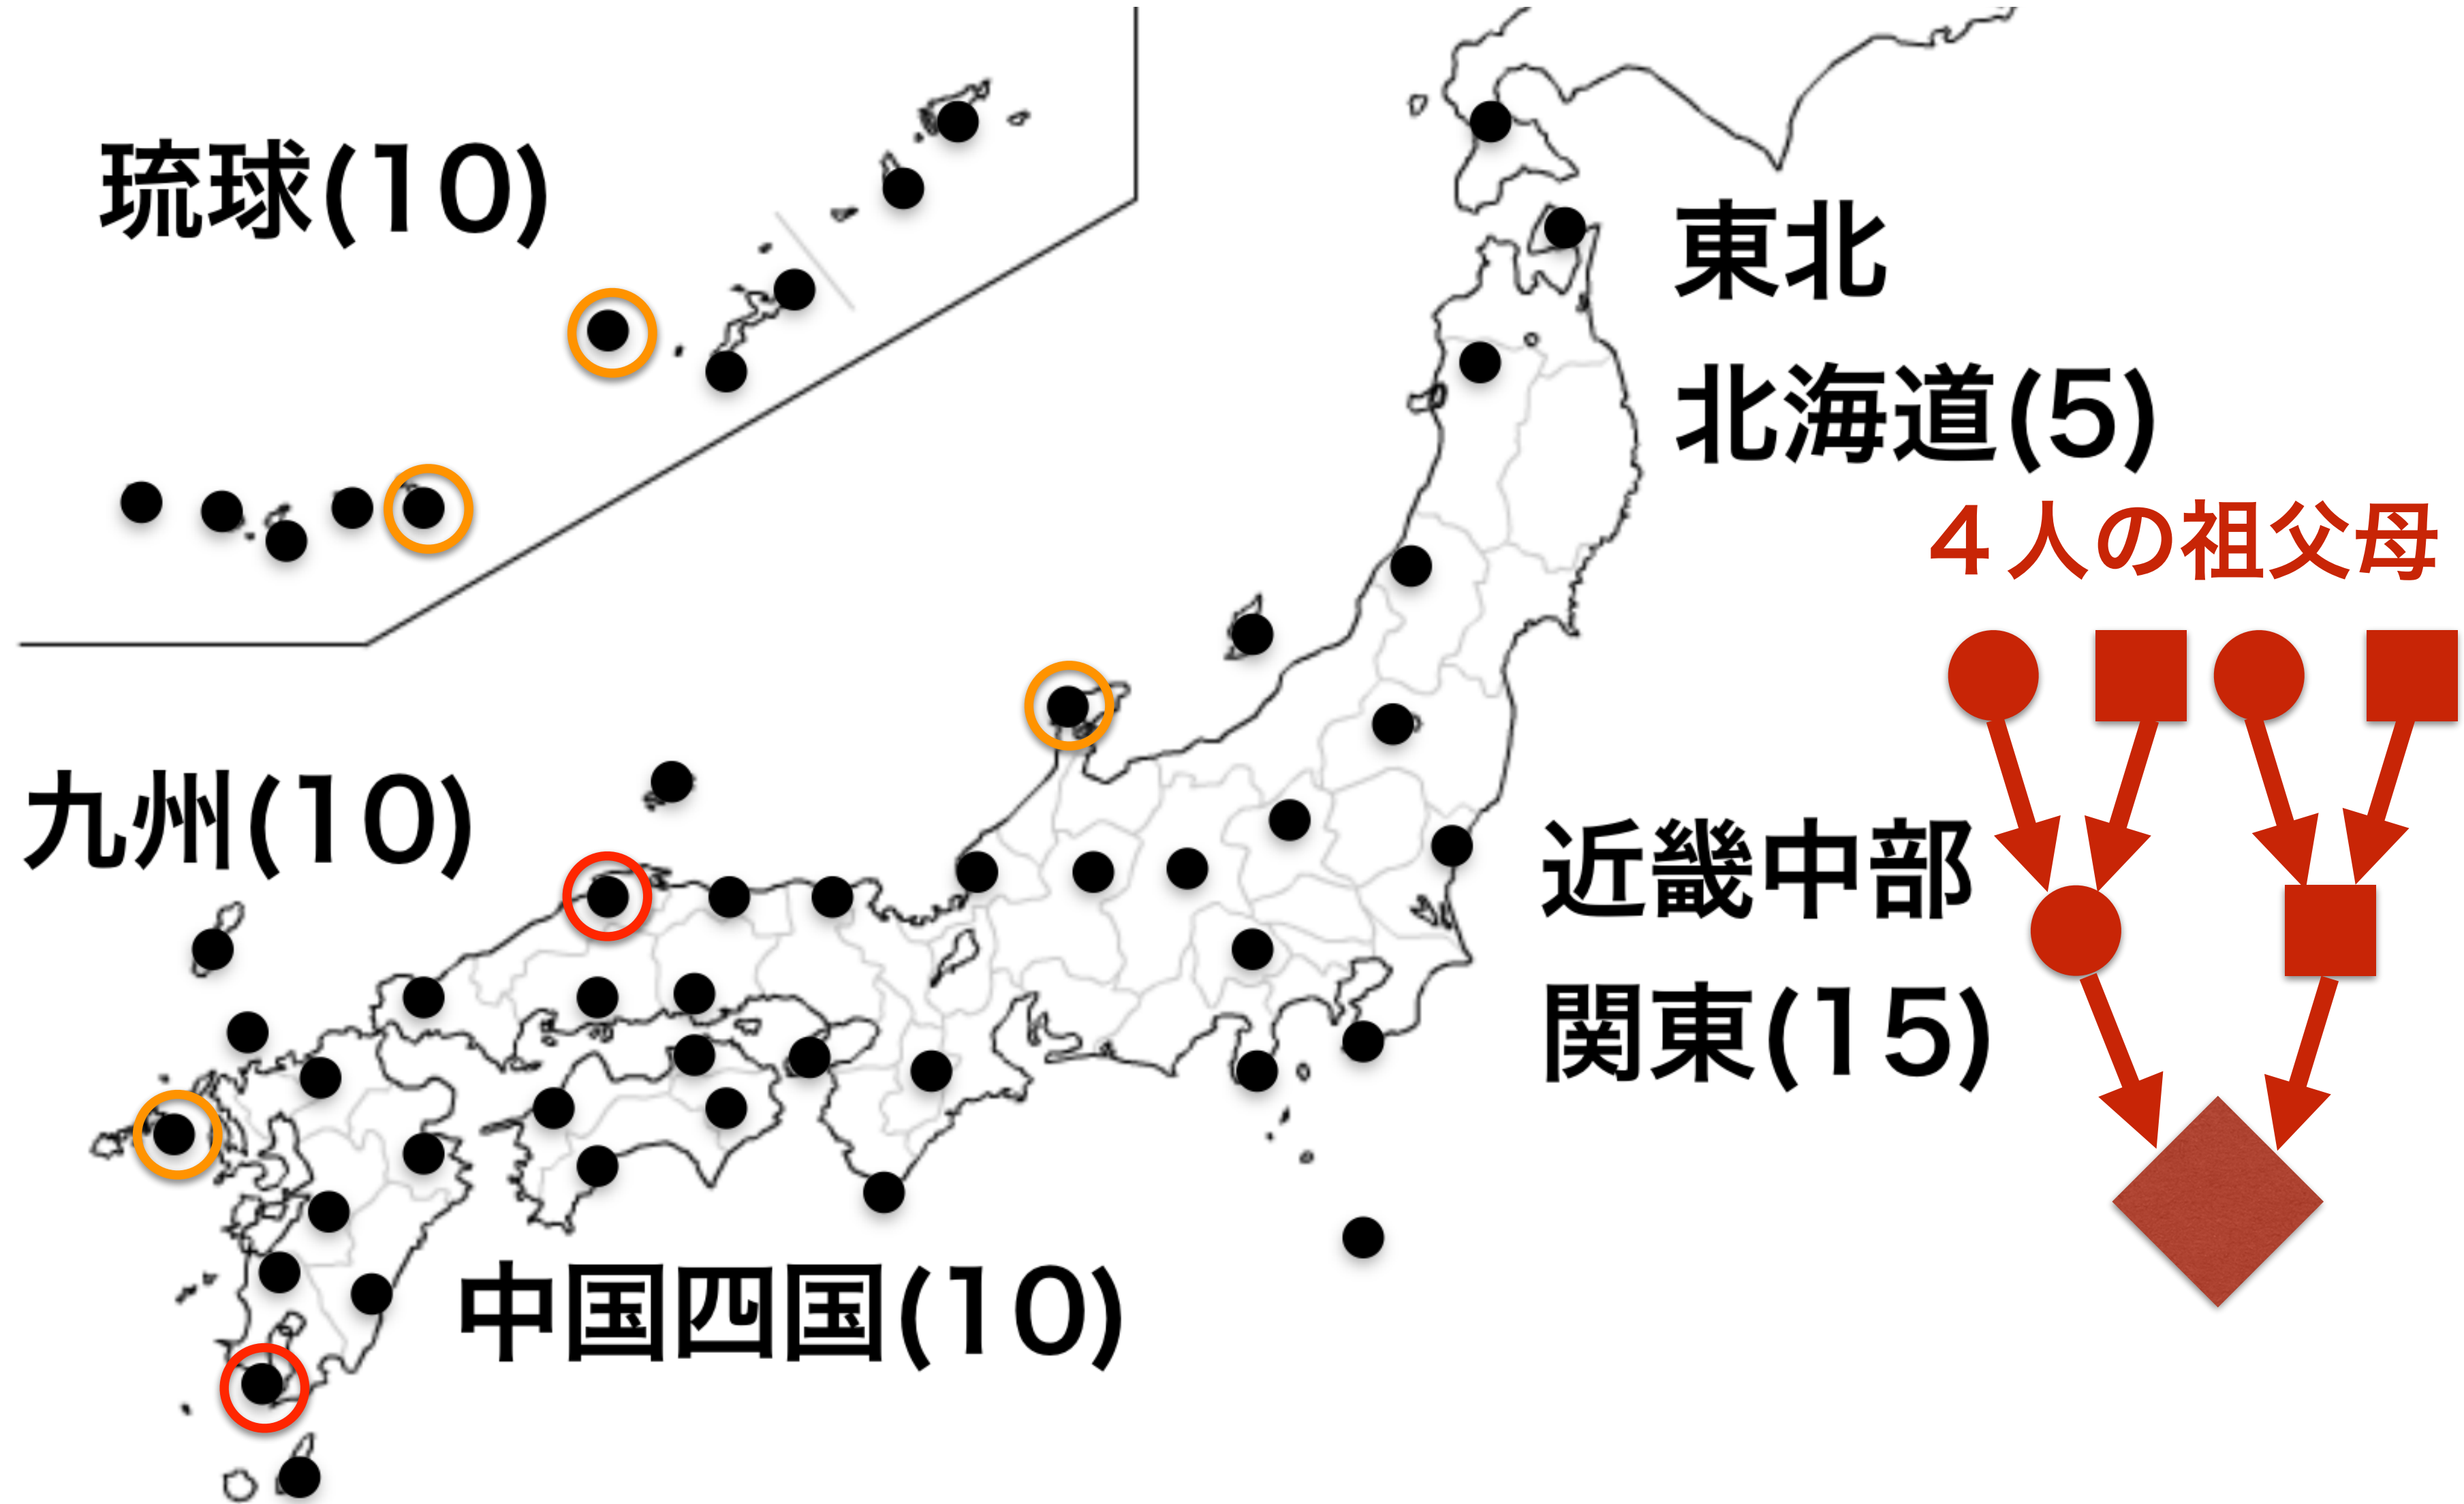 琉球(10)
東北
北海道(5)
４人の祖父母
九州(10)
近畿中部
関東(15)
中国四国(10)